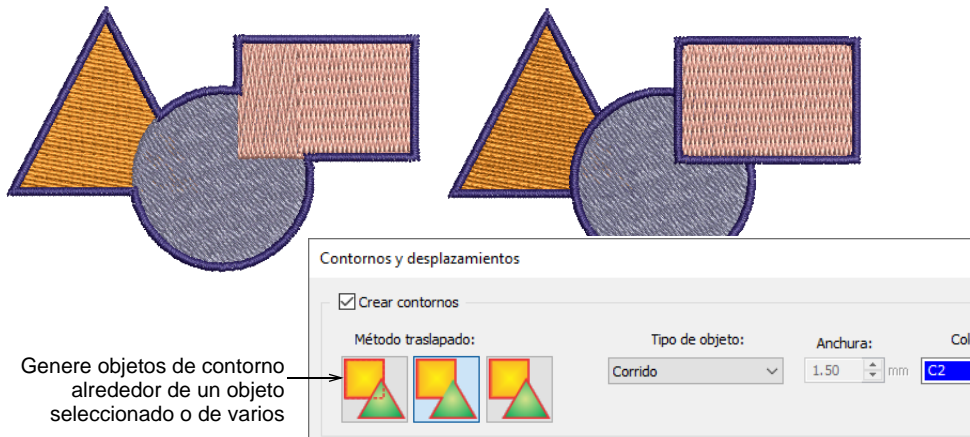 Contornos y desplazamientos
Crear contornos
Método traslapado:
Tipo de objeto:
Anchura:
Col
Corrido
1.50
mm
C2
Genere objetos de contorno
alrededor de un objeto
seleccionado o de varios